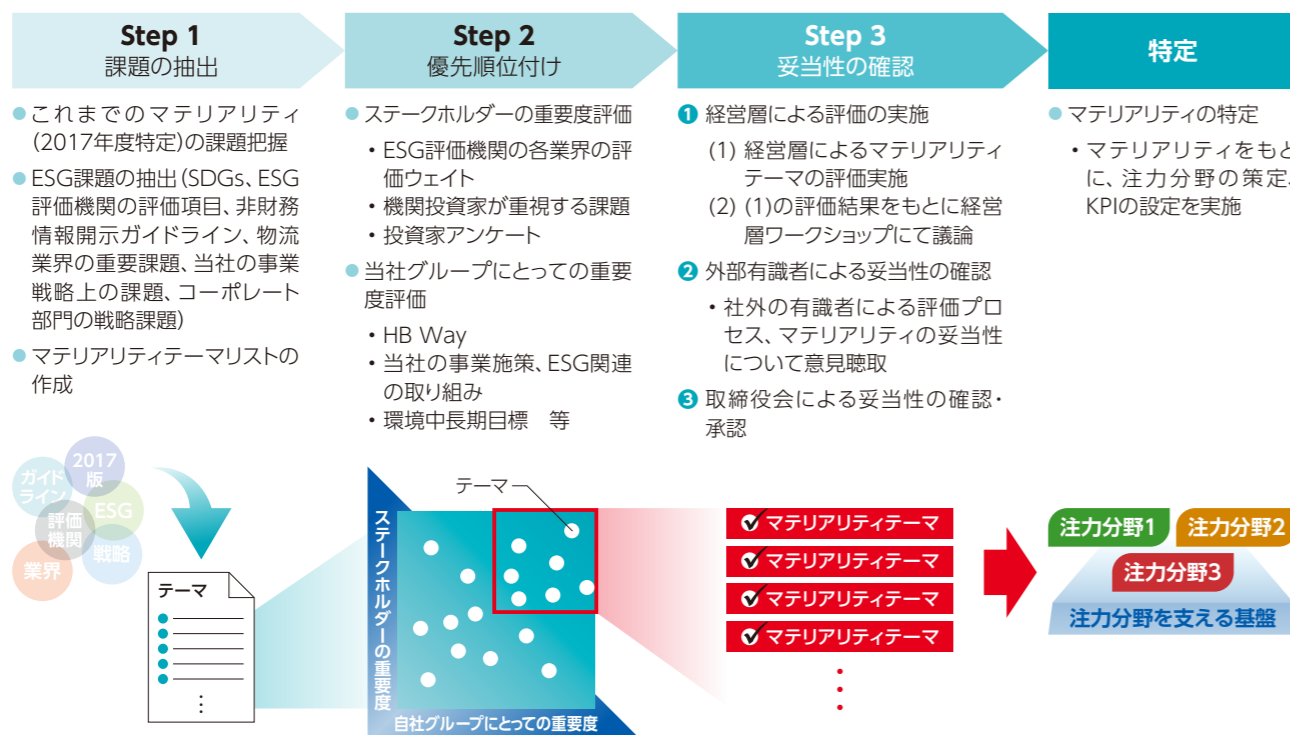 Step 1
課題の抽出
● これまでのマテリアリティ
(2017年度特定)の課題把握
● ESG課題の抽出(SDGs、ESG
評価機関の評価項目、非財務
情報開示ガイドライン、物流
業界の重要課題、当社の事業
戦略上の課題、コーポレート
部門の戦略課題)
● マテリアリティテーマリストの
作成
Step 2
優先順位付け
● ステークホルダーの重要度評価
・ESG評価機関の各業界の評
価ウェイト
・機関投資家が重視する課題
・投資家アンケート
● 当社グループにとっての重要
度評価
・HB Way
・当社の事業施策、ESG関連
の取り組み
・環境中長期目標 等
Step 3
妥当性の確認
❶ 経営層による評価の実施
(1) 経営層によるマテリアリティ
テーマの評価実施
(2) (1)の評価結果をもとに経営
層ワークショップにて議論
❷ 外部有識者による妥当性の確認
・社外の有識者による評価プロ
セス、マテリアリティの妥当性
について意見聴取
❸ 取締役会による妥当性の確認・
承認
特定
● マテリアリティの特定
・マテリアリティをもと
に、注力分野の策定、
KPIの設定を実施
ガイド
ライン
2017
版
評価
機関
ESG
業界
戦略
テーマ
⋮
テーマ
ステークホルダーの重要度
自社グループにとっての重要度
マテリアリティテーマ
マテリアリティテーマ
マテリアリティテーマ
マテリアリティテーマ
⋮
注力分野1
注力分野2
注力分野3
注力分野を支える基盤